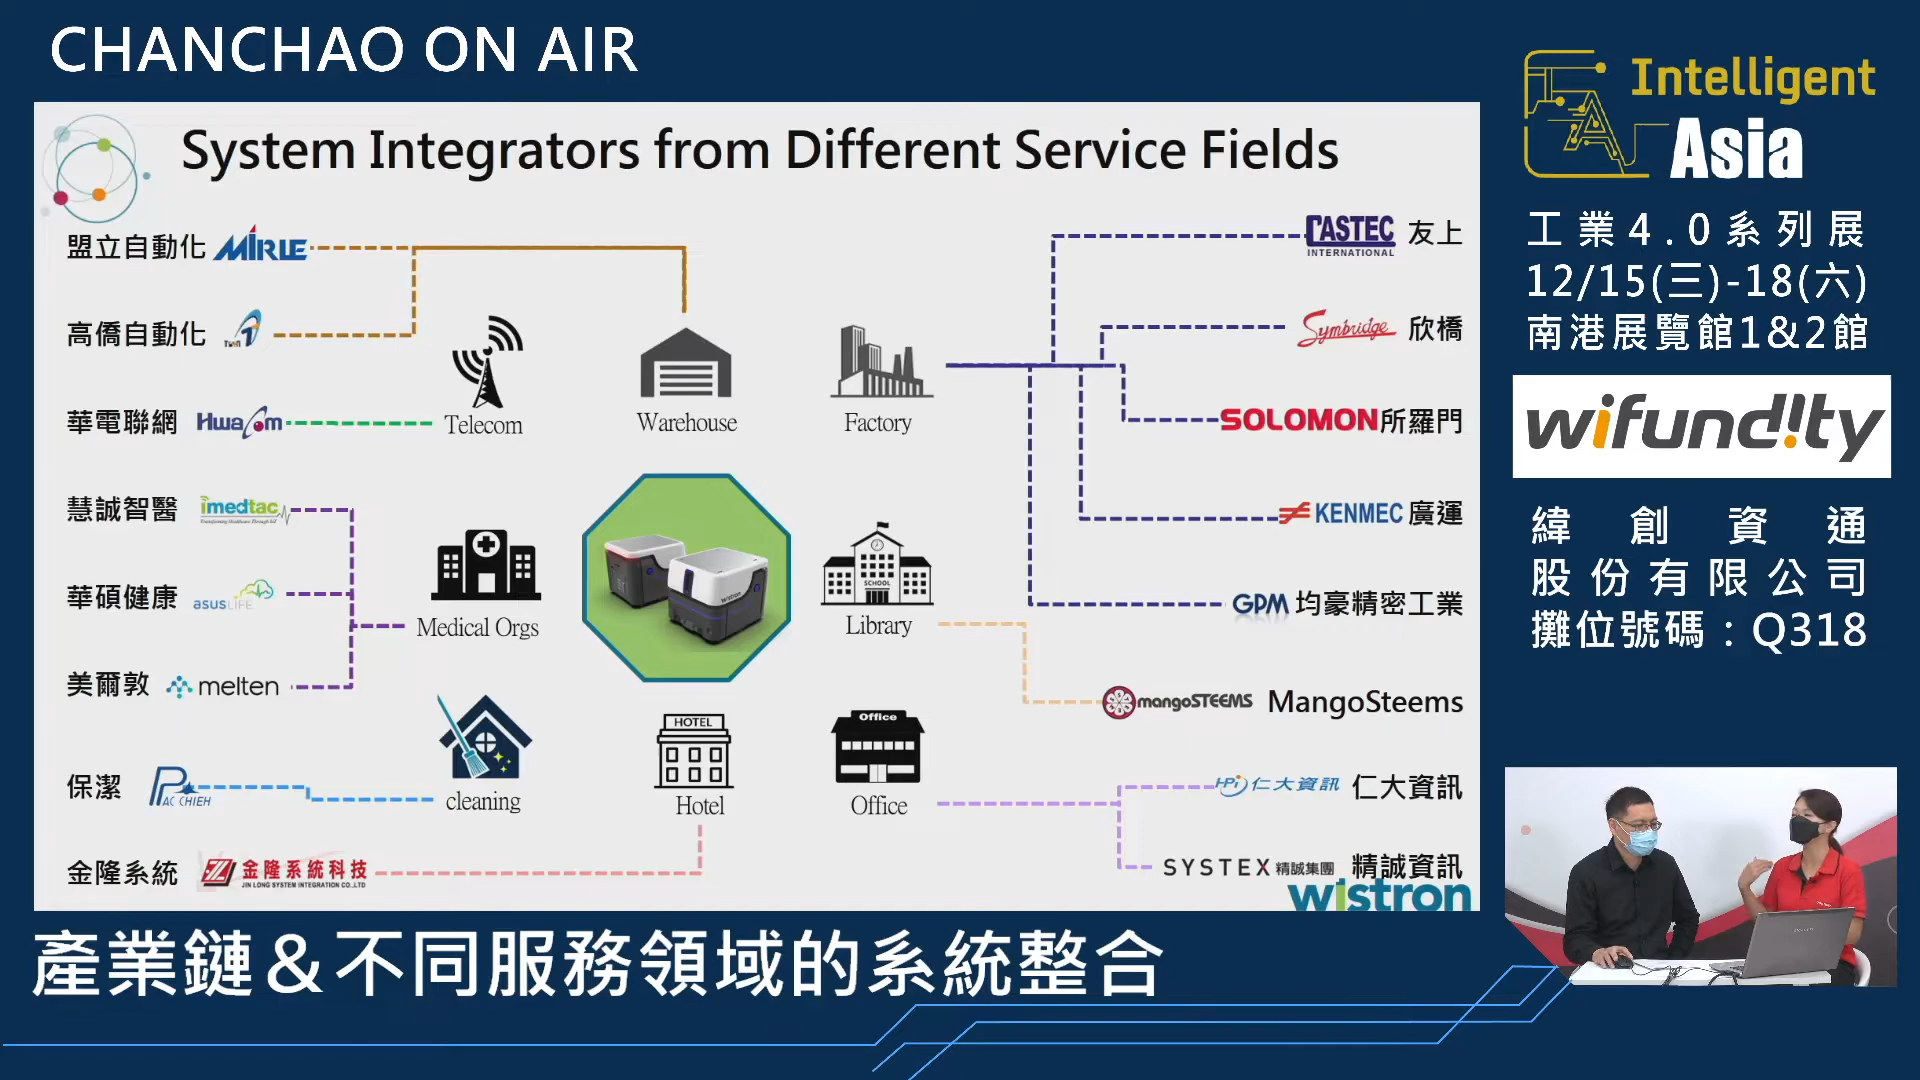 CHANCHAO ON AIR
System Integrators from Different Service Fields
盟立自動化 MIRLE
高僑自動化
華電聯網 HwaCom
慧誠智醫 imedtac
華碩健康 ASUS LIFE
美爾敦 melten
保潔 PAC CHIEH
金隆系統 金隆系統科技
JIN LONG SYSTEM INTEGRATION CO.,LTD
Telecom
Warehouse
Factory
Medical Orgs
wistron
SCHOOL
Library
cleaning
HOTEL
Hotel
Office
Office
CASTEC 友上
INTERNATIONAL
Symbridge 欣橋
SOLOMON 所羅門
KENMEC 廣運
GPM 均豪精密工業
mangoSTEEMS MangoSteems
HPi 仁大資訊 仁大資訊
SYSTEX 精誠集團 精誠資訊
wistron
產業鏈＆不同服務領域的系統整合
Intelligent
Asia
工業4.0系列展
12/15(三)-18(六)
南港展覽館1&2館
wifund!ty
緯創資通
股份有限公司
攤位號碼：Q318